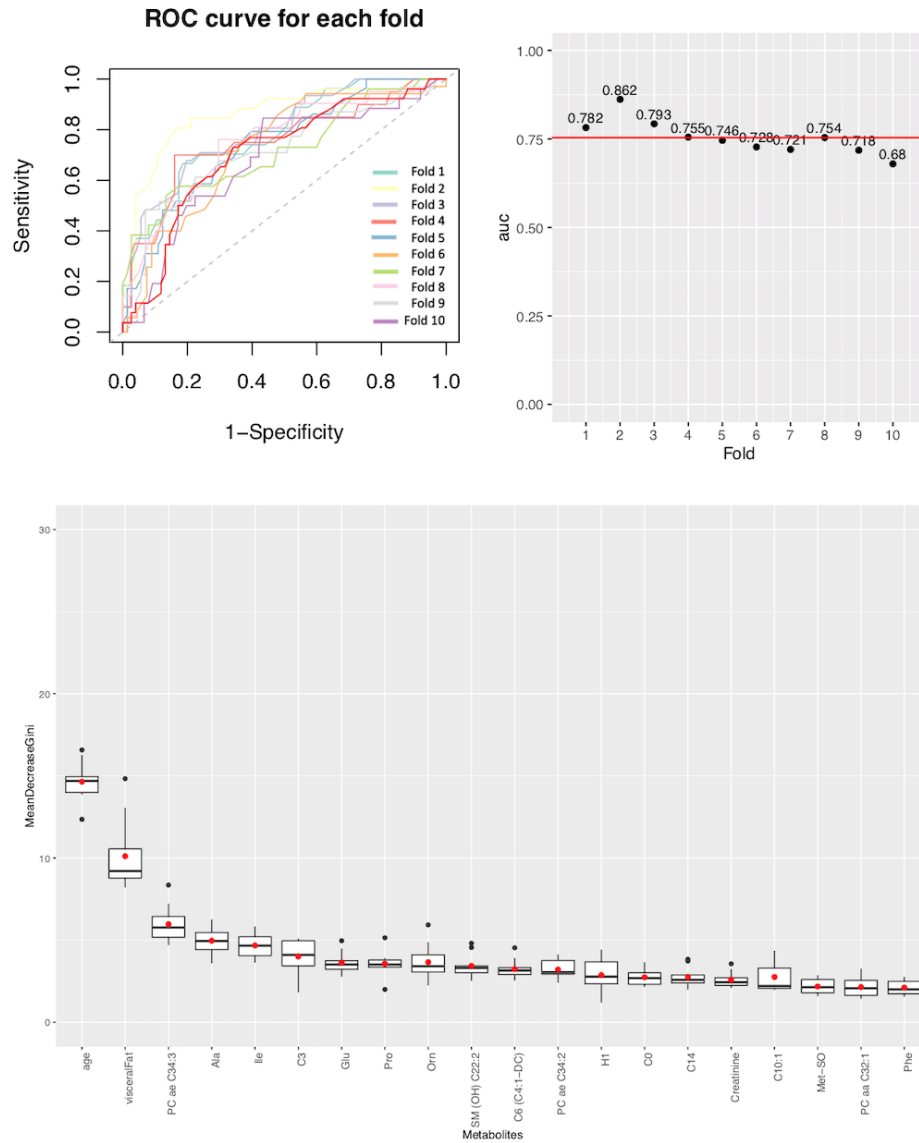 ROC curve for each fold
Sensitivity
1.0
0.8
0.6
0.4
0.2
0.0
Fold 1
Fold 2
Fold 3
Fold 4
Fold 5
Fold 6
Fold 7
Fold 8
Fold 9
Fold 10
0.0 0.2 0.4 0.6 0.8 1.0
1−Specificity
auc
1.00
0.75
0.50
0.25
0.00
0.782 0.862 0.793 0.755 0.746 0.728 0.721 0.754 0.718 0.68
1 2 3 4 5 6 7 8 9 10
Fold
MeanDecreaseGini
30
20
10
0
age
visceralFat
PC ae C34:3
Ala
Ile
C3
Glu
Pro
Orn
SM (OH) C22:2
C6 (C4:1−DC)
PC ae C34:2
H1
C0
C14
Creatinine
C10:1
Met−SO
PC aa C32:1
Phe
Metabolites